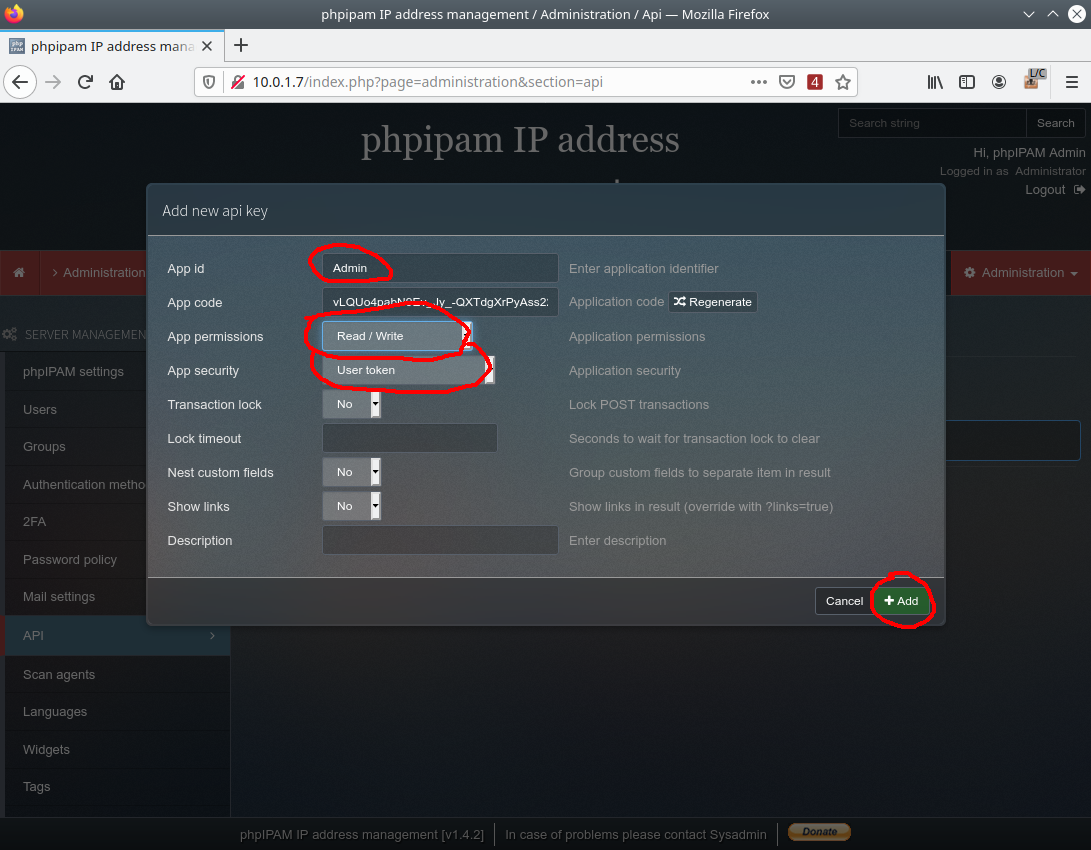 phpipam IP address management / Administration / Api — Mozilla Firefox
php
IPAM
phpipam IP address mana
10.0.1.7/index.php?page=administration&section=api
4
L/C
phpipam IP address
Search string
Search
Hi, phpIPAM Admin
Logged in as Administrator
Logout
Administration
Administration
Add new api key
App id
Admin
Enter application identifier
App code
Application code
Regenerate
App permissions
Read / Write
Application permissions
App security
User token
Application security
Transaction lock
No
Lock POST transactions
Lock timeout
Seconds to wait for transaction lock to clear
Nest custom fields
No
Group custom fields to separate item in result
Show links
No
Show links in result (override with ?links=true)
Description
Enter description
Cancel
Add
SERVER MANAGEMEN
phpIPAM settings
Users
Groups
Authentication metho
2FA
Password policy
Mail settings
API
Scan agents
Languages
Widgets
Tags
phpIPAM IP address management [v1.4.2]
In case of problems please contact Sysadmin
Donate